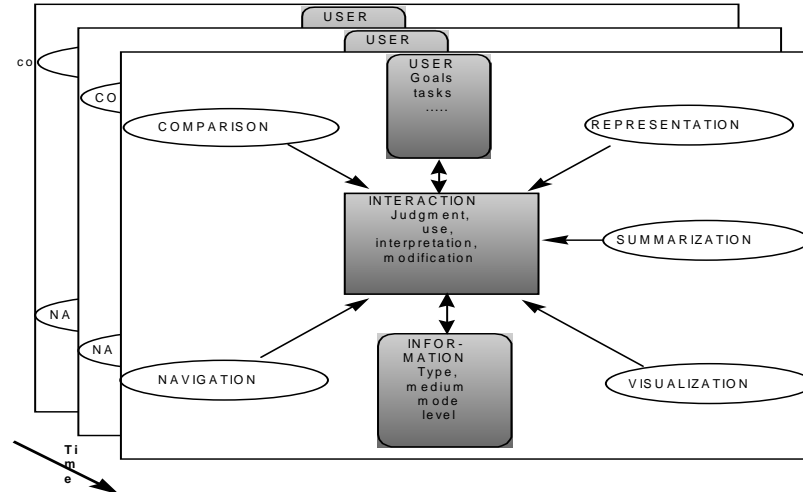 USER
USER
co
CO
USER
Goals
tasks
.....
COMPARISON
REPRESENTATION
INTERACTION
Judgment,
use,
interpretation,
modification
SUMMARIZATION
NA
NA
INFOR-
MATION
Type,
medium
mode
level
NAVIGATION
VISUALIZATION
Ti
m
e